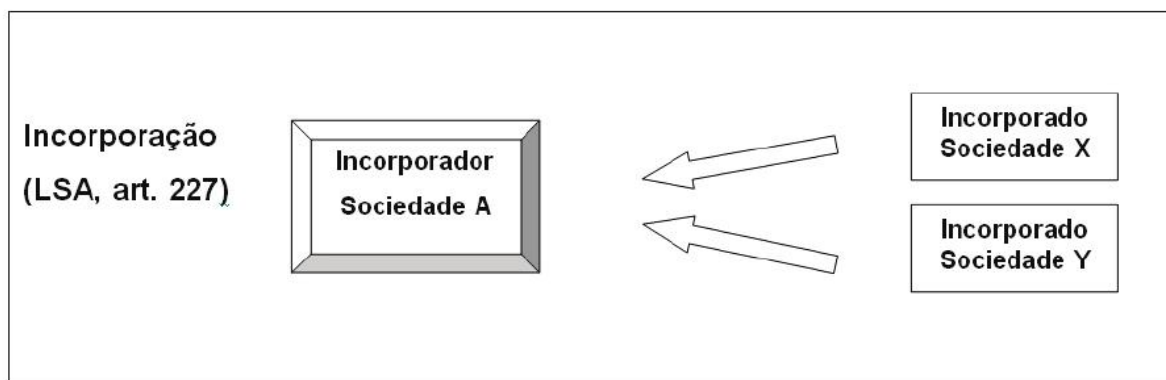 Incorporação
(LSA, art. 227)
Incorporador
Sociedade A
Incorporado
Sociedade X
Incorporado
Sociedade Y